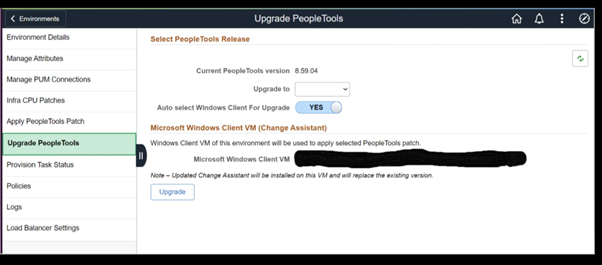 Environments
Upgrade PeopleTools
Environment Details
Manage Attributes
Manage PUM Connections
Infra CPU Patches
Apply PeopleTools Patch
Upgrade PeopleTools
Provision Task Status
Policies
Logs
Load Balancer Settings
Select PeopleTools Release
Current PeopleTools version 8.59.04
Upgrade to
Auto select Windows Client For Upgrade YES
Microsoft Windows Client VM (Change Assistant)
Windows Client VM of this environment will be used to apply selected PeopleTools patch.
Microsoft Windows Client VM
Note – Updated Change Assistant will be installed on this VM and will replace the existing version.
Upgrade